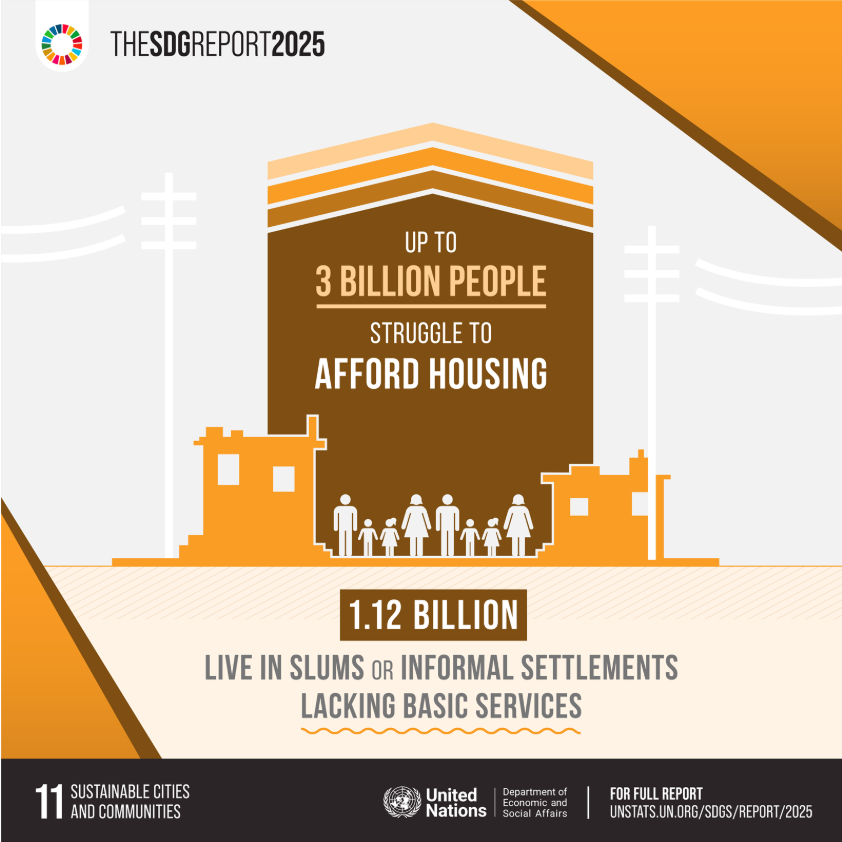 THESDGREPORT2025
UP TO
3 BILLION PEOPLE
STRUGGLE TO
AFFORD HOUSING
1.12 BILLION
LIVE IN SLUMS OR INFORMAL SETTLEMENTS
LACKING BASIC SERVICES
11
SUSTAINABLE CITIES
AND COMMUNITIES
United
Nations
Department of
Economic and
Social Affairs
FOR FULL REPORT
UNSTATS.UN.ORG/SDGS/REPORT/2025